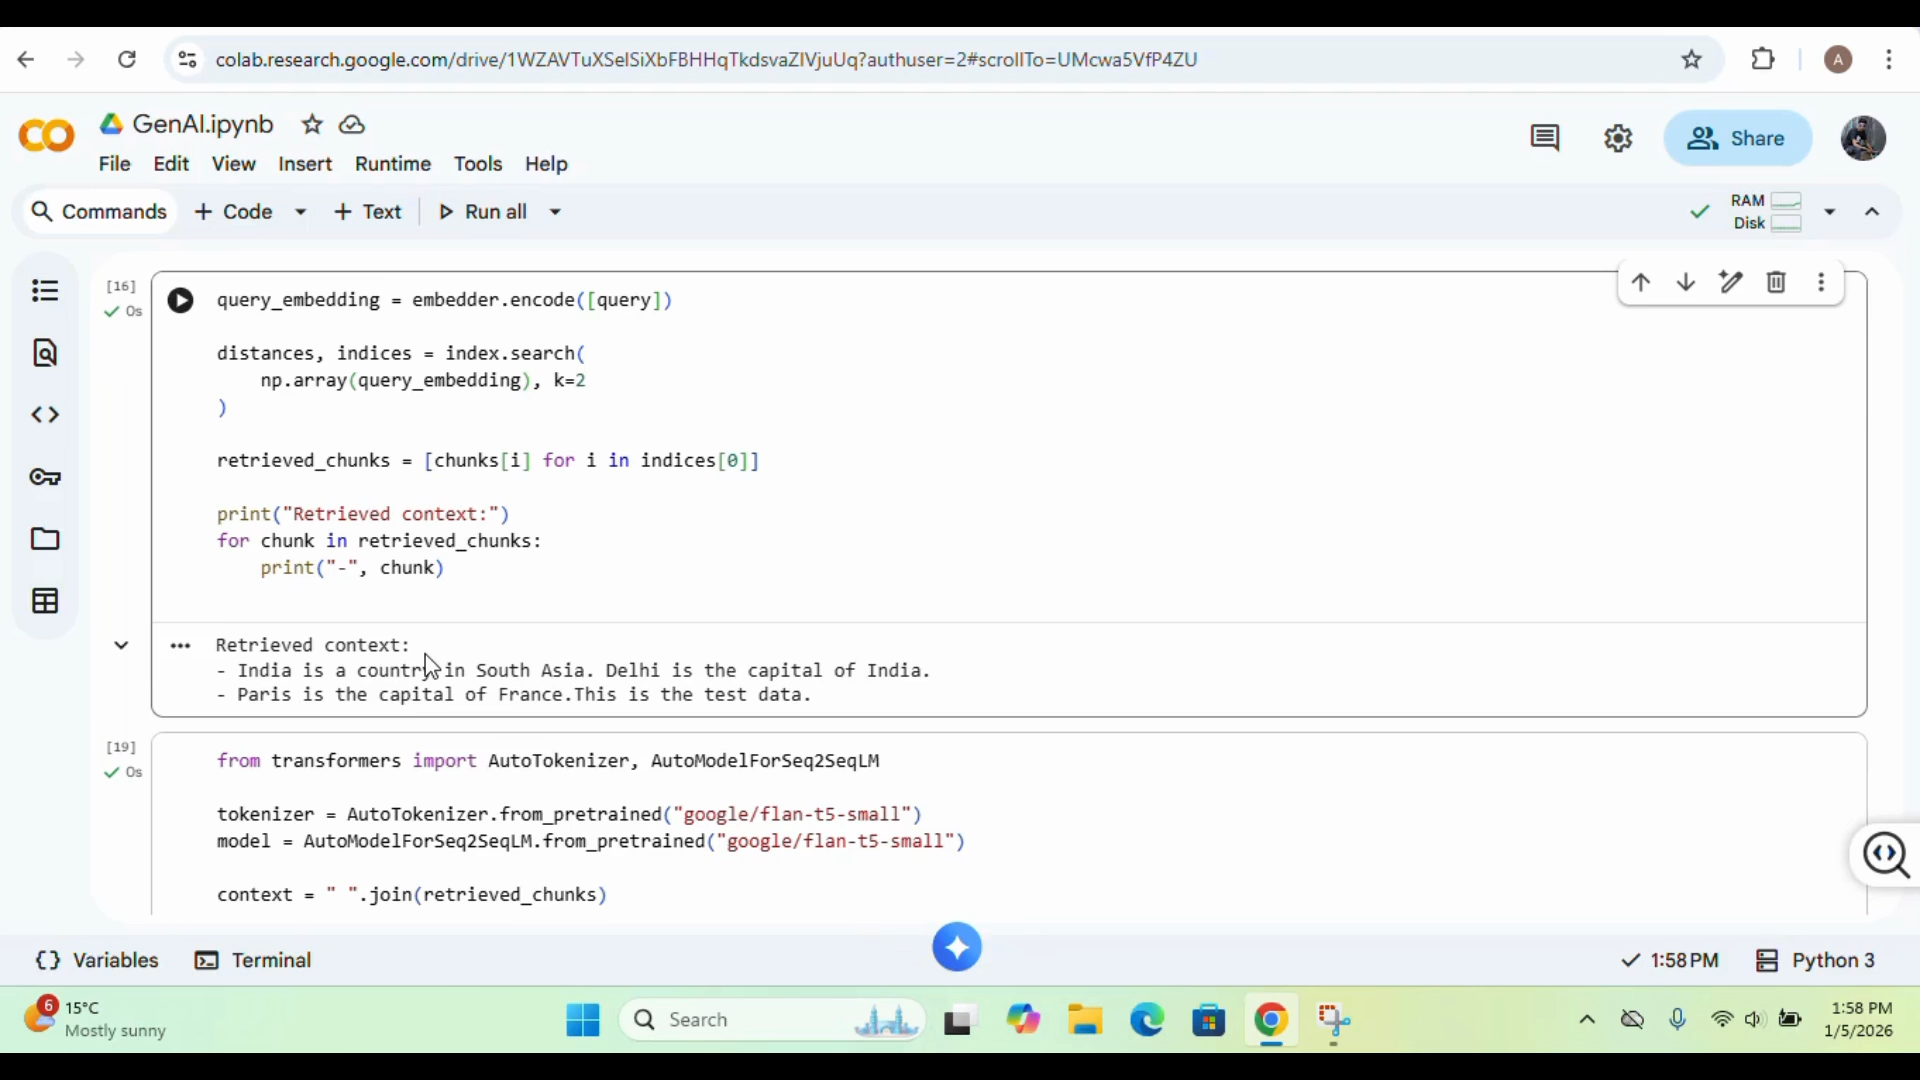 colab.research.google.com/drive/1WZAVTuXSelSiXbFBHHqTkdsvaZIVjuUq?authuser=2#scrollTo=UMcwa5VfP4ZU
A
GenAI.ipynb
File Edit View Insert Runtime Tools Help
Share
Commands + Code + Text Run all
RAM
Disk
[16]
0s
query_embedding = embedder.encode([query])
distances, indices = index.search(
np.array(query_embedding), k=2
)
retrieved_chunks = [chunks[i] for i in indices[0]]
print("Retrieved context:")
for chunk in retrieved_chunks:
print("-", chunk)
Retrieved context:
- India is a country in South Asia. Delhi is the capital of India.
- Paris is the capital of France.This is the test data.
[19]
0s
from transformers import AutoTokenizer, AutoModelForSeq2SeqLM
tokenizer = AutoTokenizer.from_pretrained("google/flan-t5-small")
model = AutoModelForSeq2SeqLM.from_pretrained("google/flan-t5-small")
context = " ".join(retrieved_chunks)
{} Variables Terminal
1:58 PM Python 3
6
15°C
Mostly sunny
Search
1:58 PM
1/5/2026